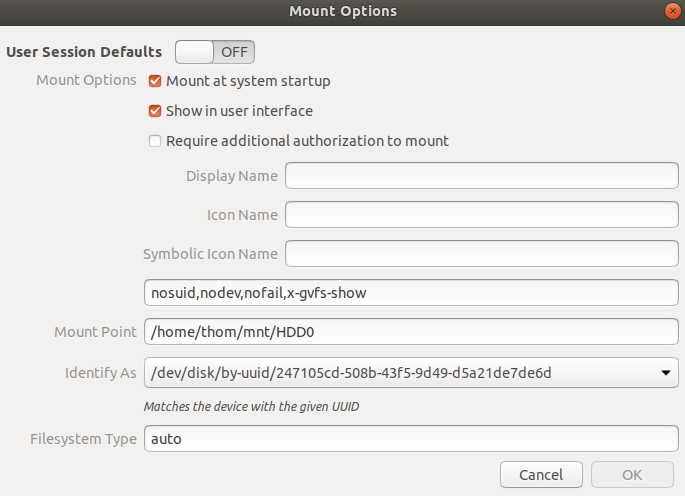 Mount Options
User Session Defaults OFF
Mount Options Mount at system startup
Show in user interface
Require additional authorization to mount
Display Name
Icon Name
Symbolic Icon Name
nosuid,nodev,nofail,x-gvfs-show
Mount Point /home/thom/mnt/HDD0
Identify As /dev/disk/by-uuid/247105cd-508b-43f5-9d49-d5a21de7de6d
Matches the device with the given UUID
Filesystem Type auto
Cancel OK